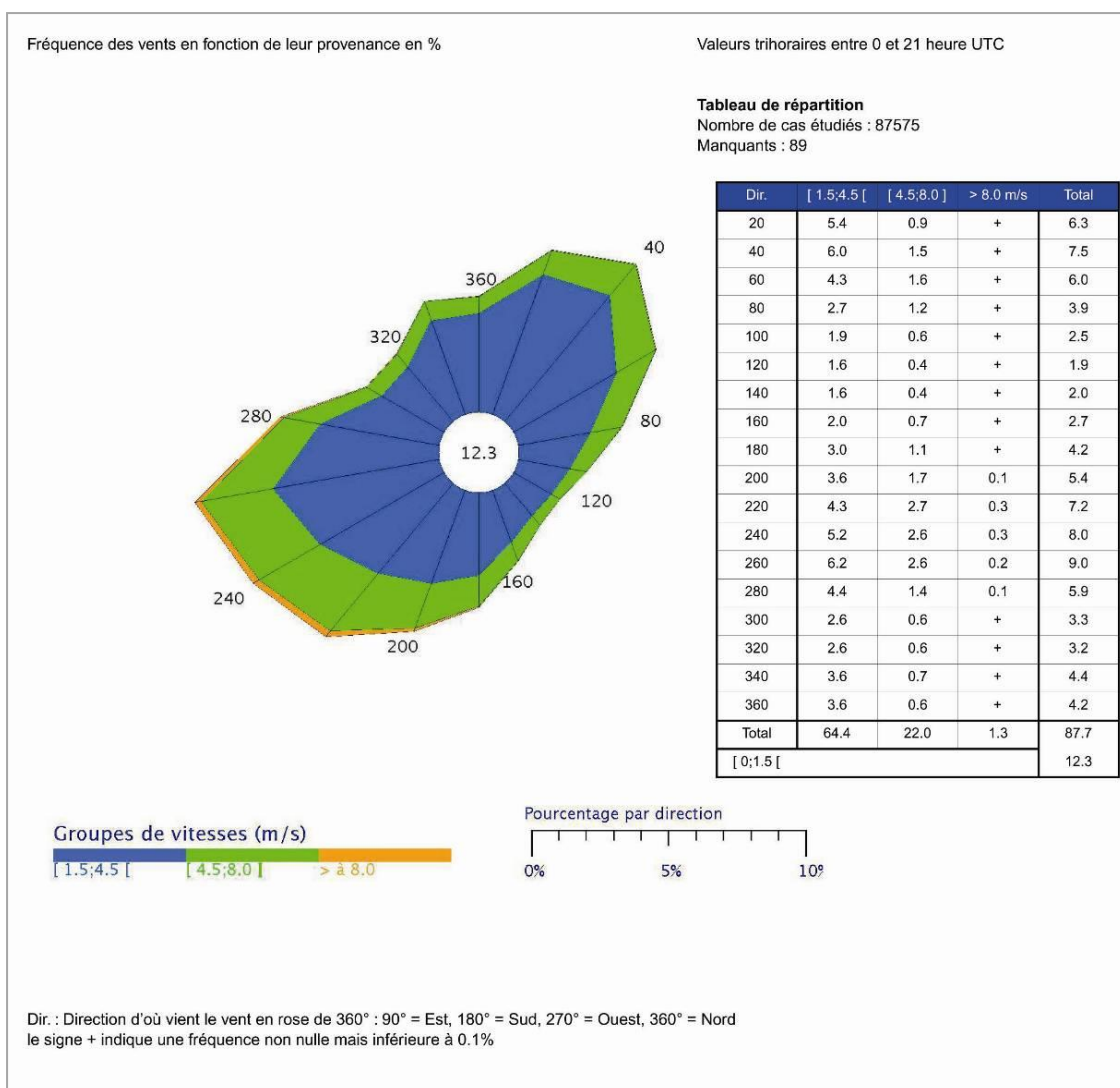 Fréquence des vents en fonction de leur provenance en %
Valeurs trihoraires entre 0 et 21 heure UTC
Tableau de répartition
Nombre de cas étudiés : 87575
Manquants : 89
Dir. [ 1.5;4.5 [ [ 4.5;8.0 ] > 8.0 m/s Total
20 5.4 0.9 + 6.3
40 6.0 1.5 + 7.5
60 4.3 1.6 + 6.0
80 2.7 1.2 + 3.9
100 1.9 0.6 + 2.5
120 1.6 0.4 + 1.9
140 1.6 0.4 + 2.0
160 2.0 0.7 + 2.7
180 3.0 1.1 + 4.2
200 3.6 1.7 0.1 5.4
220 4.3 2.7 0.3 7.2
240 5.2 2.6 0.3 8.0
260 6.2 2.6 0.2 9.0
280 4.4 1.4 0.1 5.9
300 2.6 0.6 + 3.3
320 2.6 0.6 + 3.2
340 3.6 0.7 + 4.4
360 3.6 0.6 + 4.2
Total 64.4 22.0 1.3 87.7
[ 0;1.5 [ 12.3
40
360
320
280
80
12.3
120
160
240
200
Groupes de vitesses (m/s)
[ 1.5;4.5 [ [ 4.5;8.0 ] > à 8.0
Pourcentage par direction
0% 5% 10%
Dir. : Direction d’où vient le vent en rose de 360° : 90° = Est, 180° = Sud, 270° = Ouest, 360° = Nord
le signe + indique une fréquence non nulle mais inférieure à 0.1%